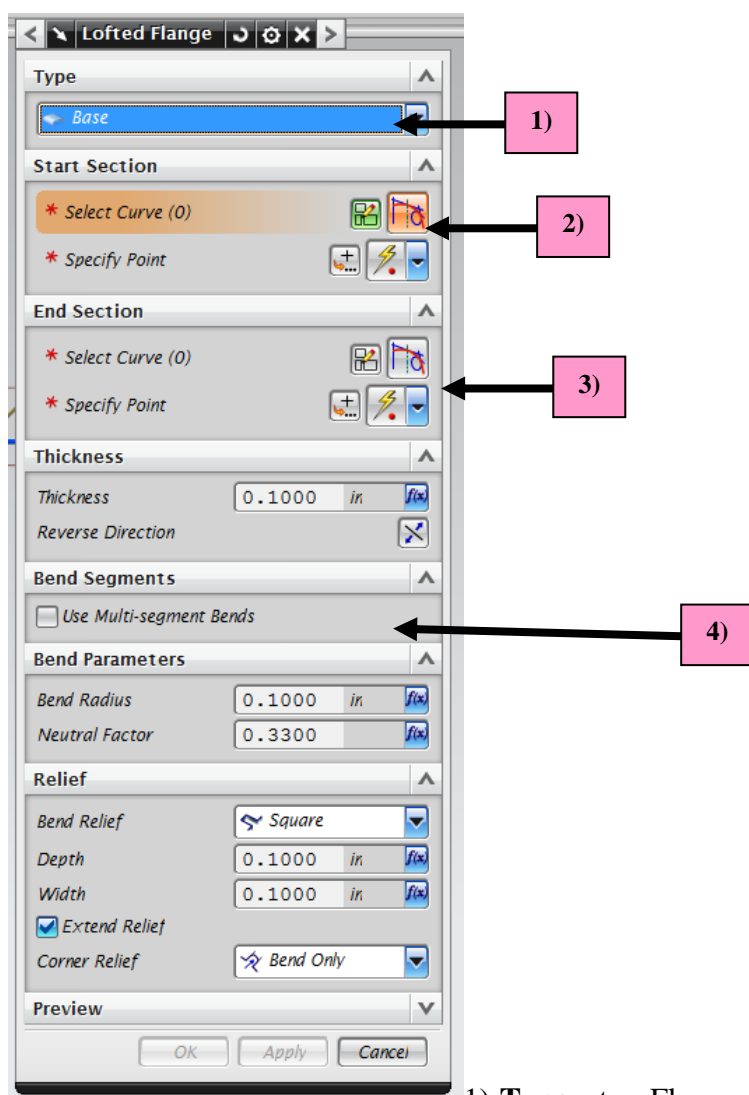 Lofted Flange
Type
Base
1)
Start Section
* Select Curve (0)
2)
* Specify Point
End Section
* Select Curve (0)
3)
* Specify Point
Thickness
Thickness 0.1000 in f(x)
Reverse Direction
Bend Segments
Use Multi-segment Bends
4)
Bend Parameters
Bend Radius 0.1000 in f(x)
Neutral Factor 0.3300 f(x)
Relief
Bend Relief Square
Depth 0.1000 in f(x)
Width 0.1000 in f(x)
Extend Relief
Corner Relief Bend Only
Preview
OK Apply Cancel
1)